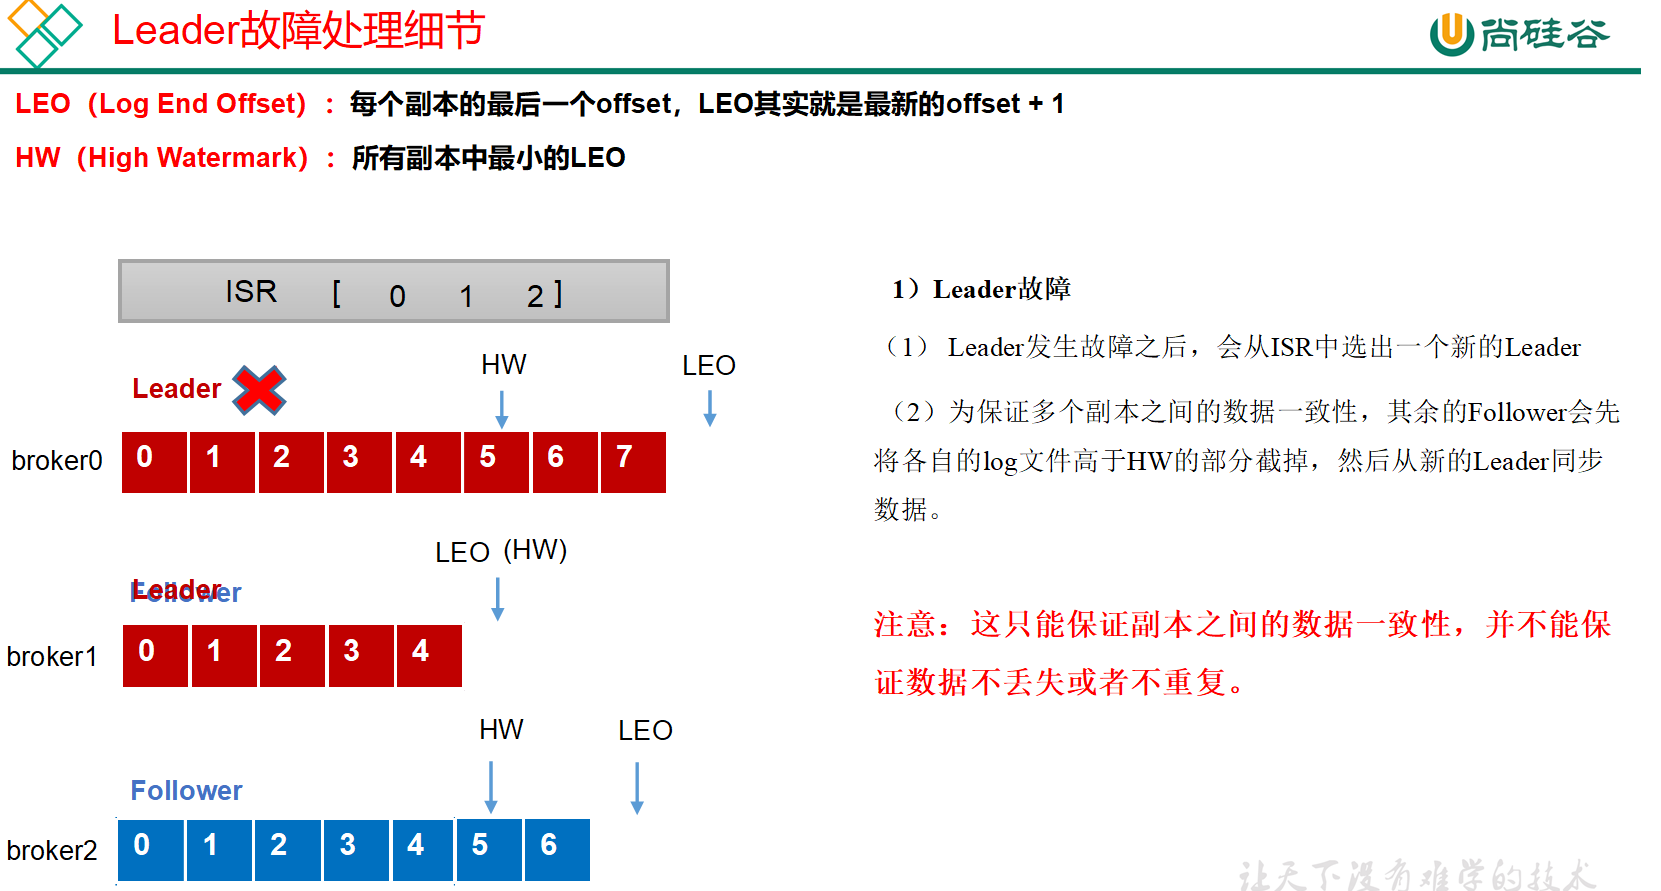 Leader故障处理细节
尚硅谷
LEO（Log End Offset）：每个副本的最后一个offset，LEO其实就是最新的offset + 1
HW（High Watermark）：所有副本中最小的LEO
ISR [ 0 1 2 ]
HW LEO
Leader
broker0 0 1 2 3 4 5 6 7
LEO (HW)
Leader
Follower
broker1 0 1 2 3 4
HW LEO
Follower
broker2 0 1 2 3 4 5 6
1）Leader故障
（1） Leader发生故障之后，会从ISR中选出一个新的Leader
（2）为保证多个副本之间的数据一致性，其余的Follower会先
将各自的log文件高于HW的部分截掉，然后从新的Leader同步
数据。
注意：这只能保证副本之间的数据一致性，并不能保
证数据不丢失或者不重复。
让天下没有难学的技术